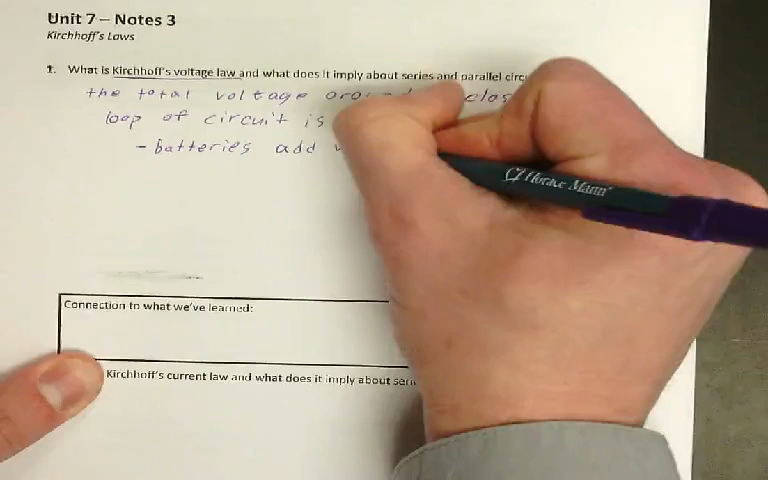 Unit 7 – Notes 3
Kirchhoff's Laws
1. What is Kirchhoff's voltage law and what does it imply about series and parallel
the total voltage
loop of circuit is
- batteries add
Horace Mann
Connection to what we've learned:
Kirchhoff's current law and what does it imply about